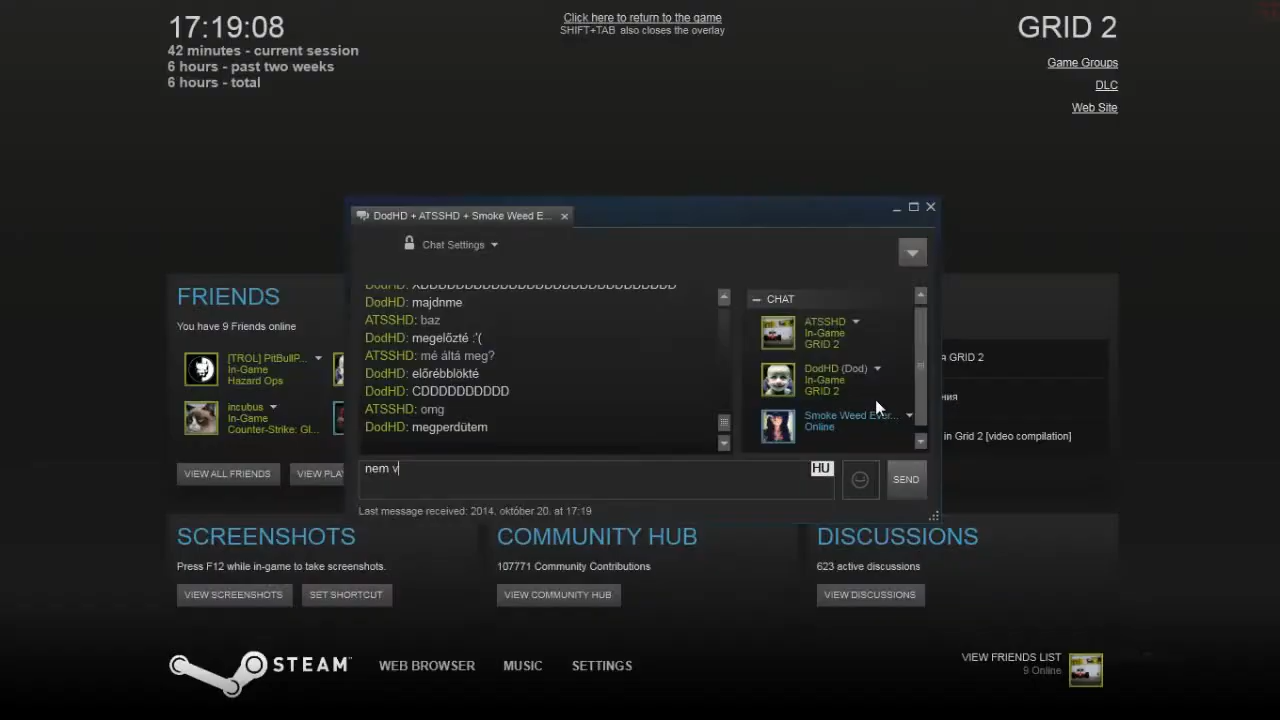 17:19:08
42 minutes - current session
6 hours - past two weeks
6 hours - total
Click here to return to the game
SHIFT+TAB also closes the overlay
GRID 2
Game Groups
DLC
Web Site
DodHD + ATSSHD + Smoke Weed E...
Chat Settings
DodHD:
DodHD: majdnme
ATSSHD: baz
DodHD: megelőzté :'(
ATSSHD: mé áltá meg?
DodHD: előrébblökté
DodHD: CDDDDDDDDDD
ATSSHD: omg
DodHD: megperdütem
CHAT
ATSSHD
In-Game
GRID 2
DodHD (Dod)
In-Game
GRID 2
Smoke Weed Ever...
Online
nem v
HU
SEND
Last message received: 2014. október 20. at 17:19
FRIENDS
You have 9 Friends online
[TROL] PitBullP...
In-Game
Hazard Ops
incubus
In-Game
Counter-Strike: Gl...
VIEW ALL FRIENDS
VIEW PLA
a GRID 2
ния
in Grid 2 [video compilation]
SCREENSHOTS
Press F12 while in-game to take screenshots.
VIEW SCREENSHOTS
SET SHORTCUT
COMMUNITY HUB
107771 Community Contributions
VIEW COMMUNITY HUB
DISCUSSIONS
623 active discussions
VIEW DISCUSSIONS
STEAM
WEB BROWSER
MUSIC
SETTINGS
VIEW FRIENDS LIST
9 Online